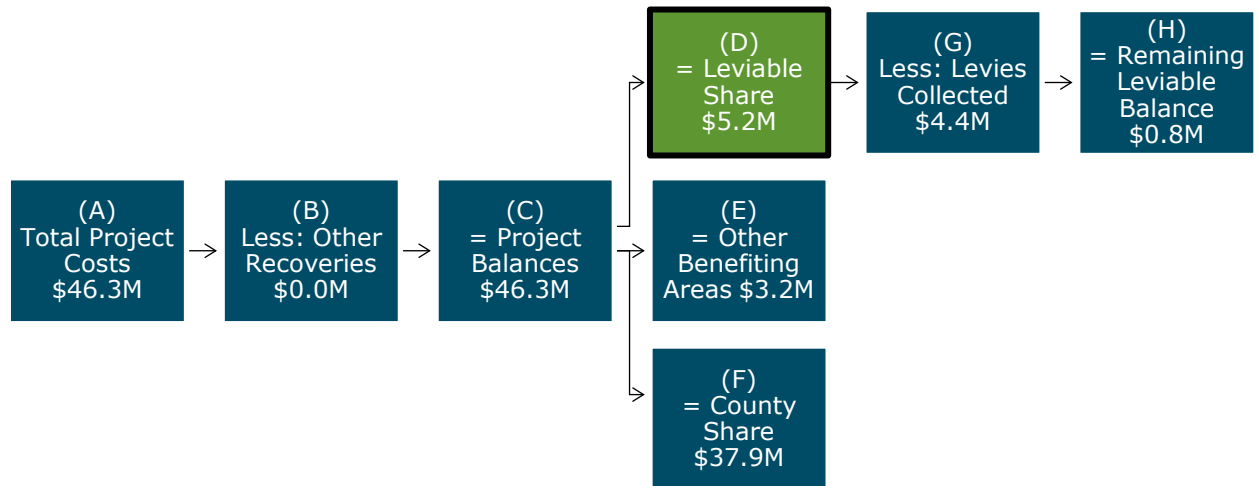 (A)
Total Project
Costs
$46.3M
(B)
Less: Other
Recoveries
$0.0M
(C)
= Project
Balances
$46.3M
(D)
= Leviable
Share
$5.2M
(G)
Less: Levies
Collected
$4.4M
(H)
= Remaining
Leviable
Balance
$0.8M
(E)
= Other
Benefiting
Areas $3.2M
(F)
= County
Share
$37.9M